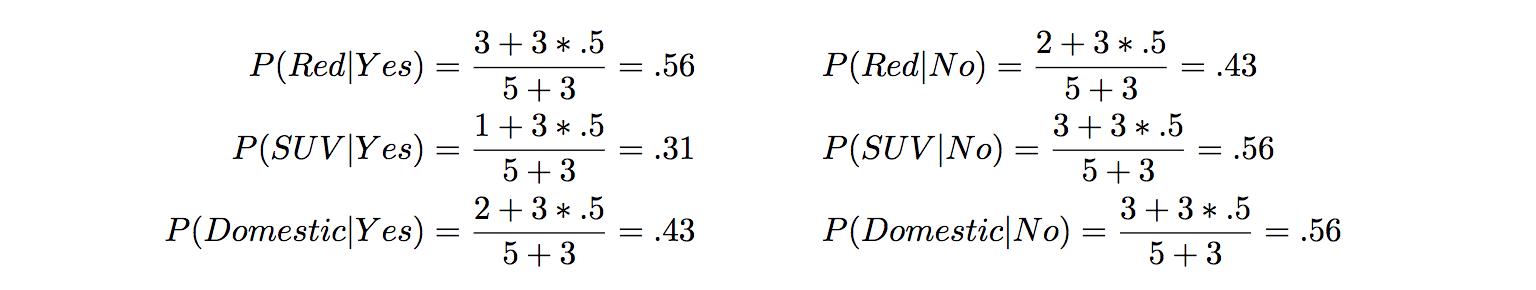 P(Red|Yes) = (3 + 3 * .5)/(5 + 3) = .56 P(Red|No) = (2 + 3 * .5)/(5 + 3) = .43
P(SUV|Yes) = (1 + 3 * .5)/(5 + 3) = .31 P(SUV|No) = (3 + 3 * .5)/(5 + 3) = .56
P(Domestic|Yes) = (2 + 3 * .5)/(5 + 3) = .43 P(Domestic|No) = (3 + 3 * .5)/(5 + 3) = .56